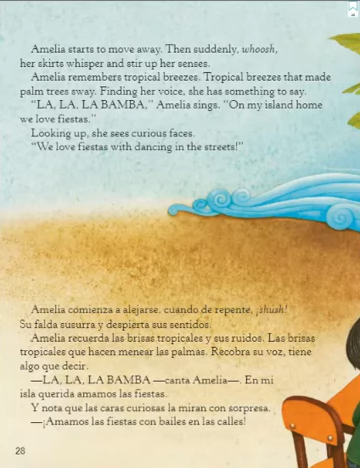 Amelia starts to move away. Then suddenly, whoosh,
her skirts whisper and stir up her senses.
Amelia remembers tropical breezes. Tropical breezes that made
palm trees sway. Finding her voice, she has something to say.
“LA, LA, LA BAMBA,” Amelia sings. “On my island home
we love fiestas.”
Looking up, she sees curious faces.
“We love fiestas with dancing in the streets!”
Amelia comienza a alejarse, cuando de repente, ¡shush!
Su falda susurra y despierta sus sentidos.
Amelia recuerda las brisas tropicales y sus ruidos. Las brisas
tropicales que hacen menear las palmas. Recobra su voz, tiene
algo que decir.
—LA, LA, LA BAMBA —canta Amelia—. En mi
isla querida amamos las fiestas.
Y nota que las caras curiosas la miran con sorpresa.
—¡Amamos las fiestas con bailes en las calles!
28